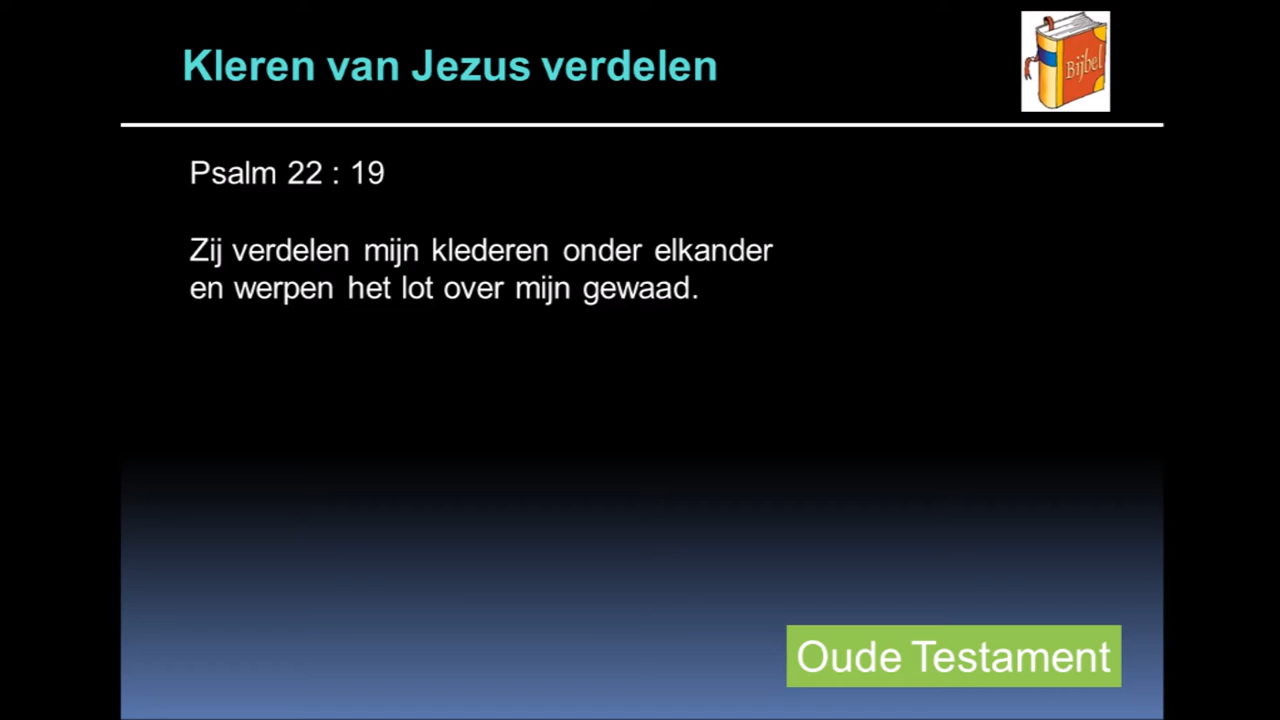 Kleren van Jezus verdelen
Bijbel
Psalm 22 : 19
Zij verdelen mijn klederen onder elkander
en werpen het lot over mijn gewaad.
Oude Testament